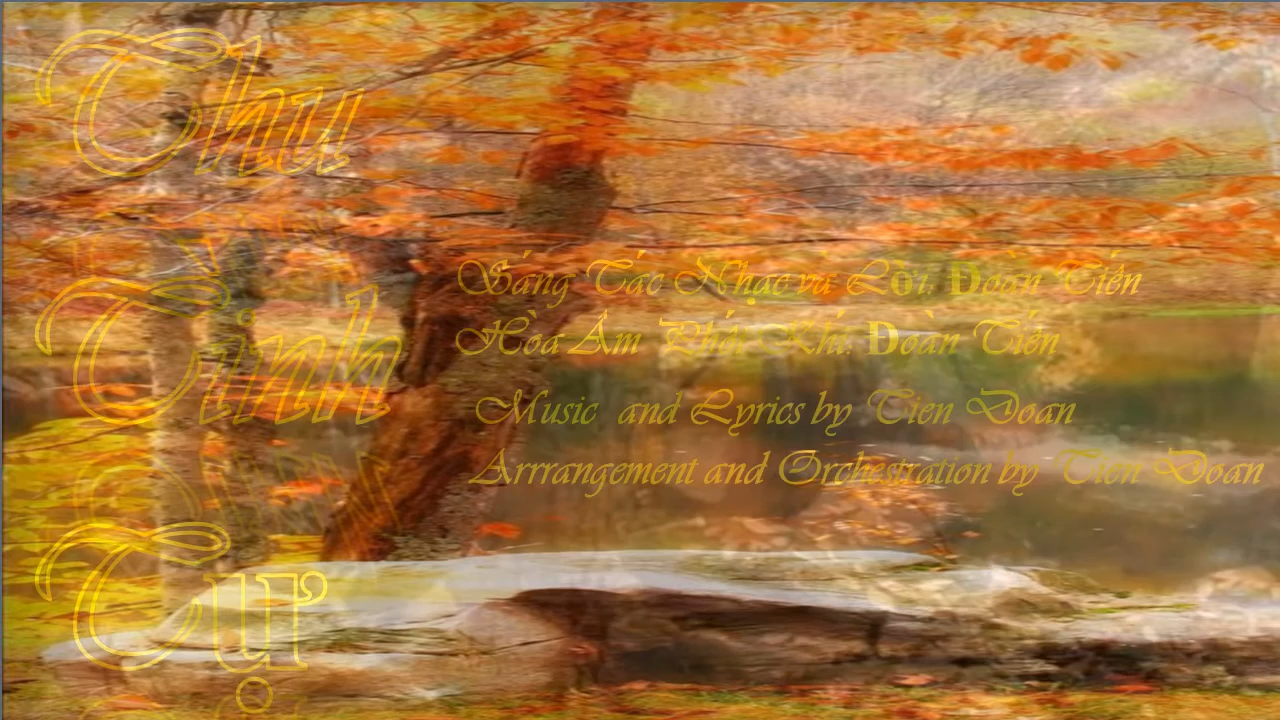 Thu
Tình
Tự
Sáng Tác Nhạc và Lời: Đoàn Tiến
Hòa Âm Phối Khí: Đoàn Tiến
Music and Lyrics by Tien Doan
Arrrangement and Orchestration by Tien Doan